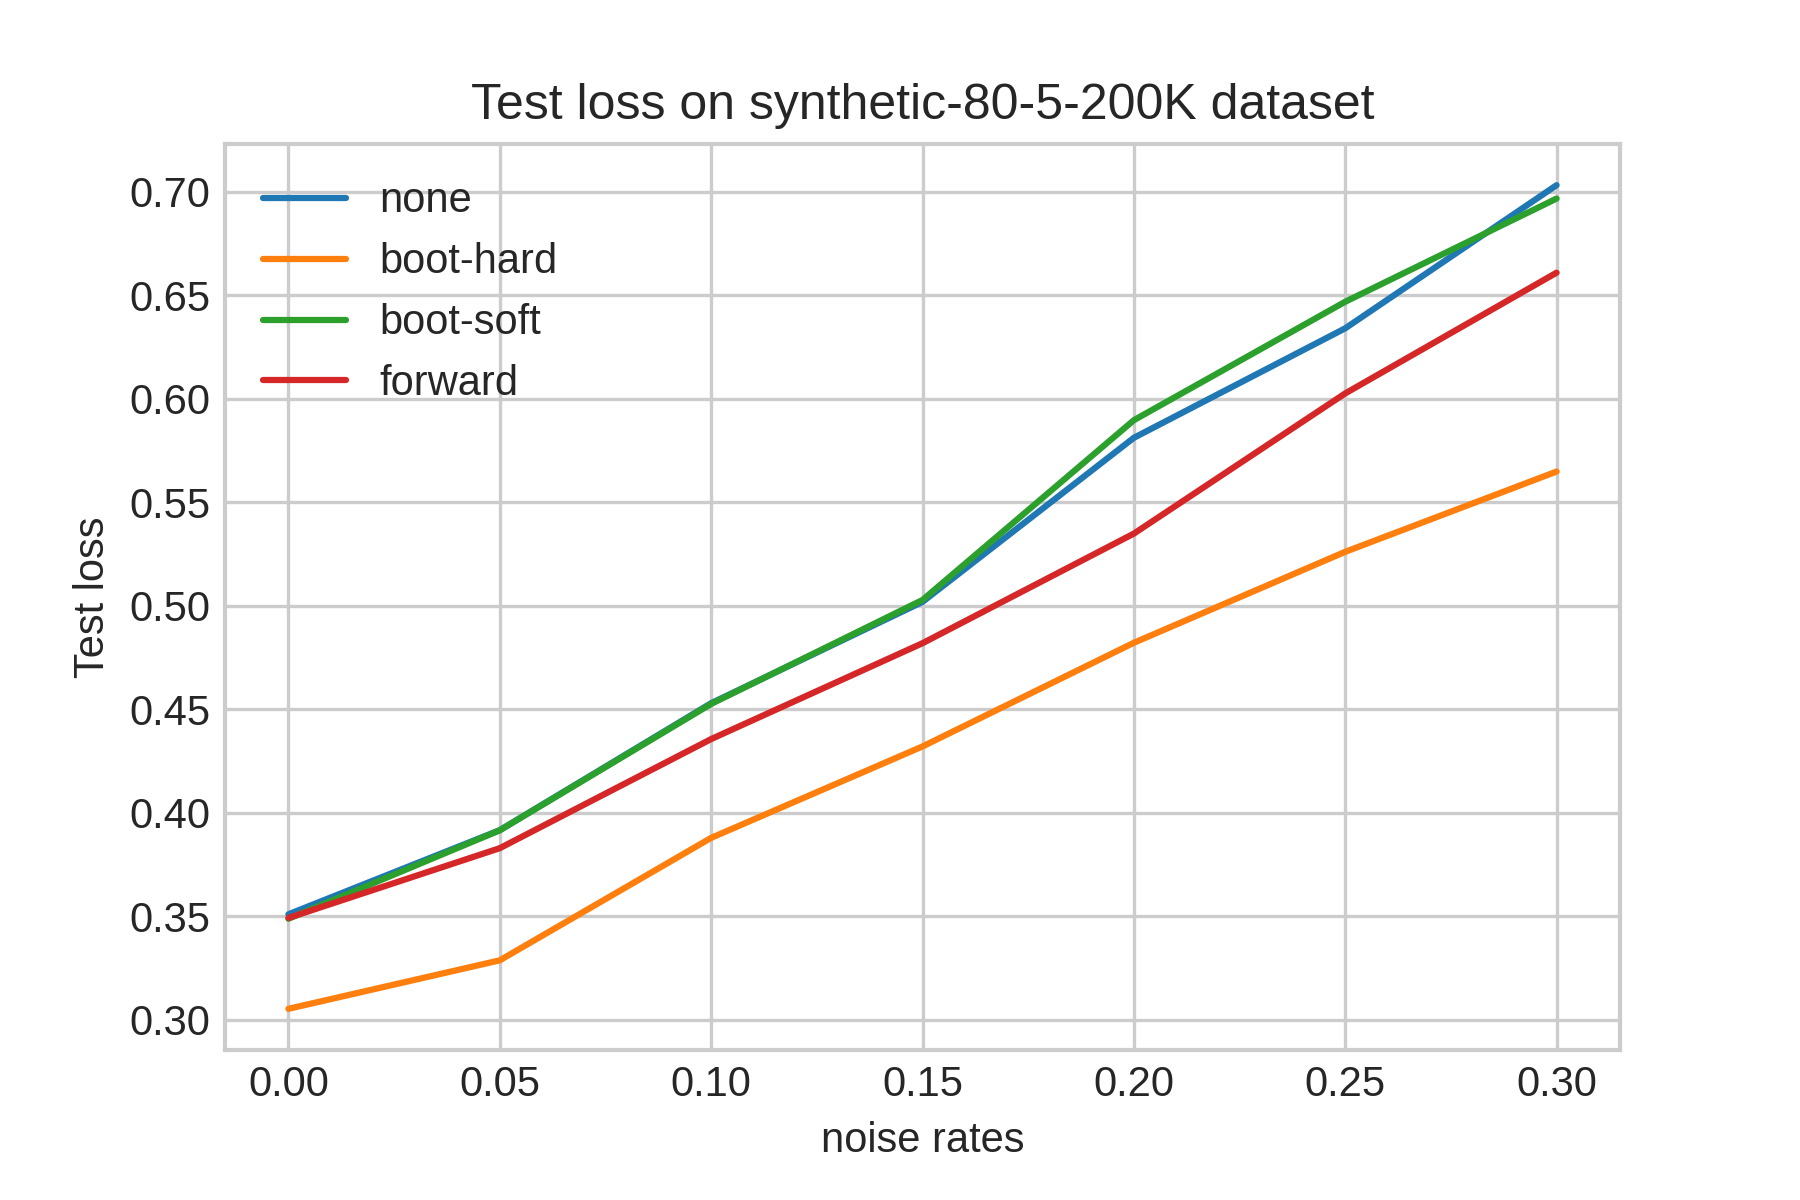 Test loss on synthetic-80-5-200K dataset
none
boot-hard
boot-soft
forward
0.70
0.65
0.60
0.55
0.50
0.45
0.40
0.35
0.30
Test loss
0.00 0.05 0.10 0.15 0.20 0.25 0.30
noise rates